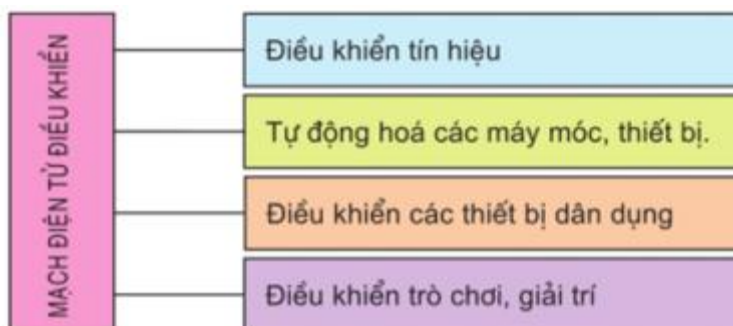 MẠCH ĐIỆN TỬ ĐIỀU KHIỂN
Điều khiển tín hiệu
Tự động hoá các máy móc, thiết bị.
Điều khiển các thiết bị dân dụng
Điều khiển trò chơi, giải trí